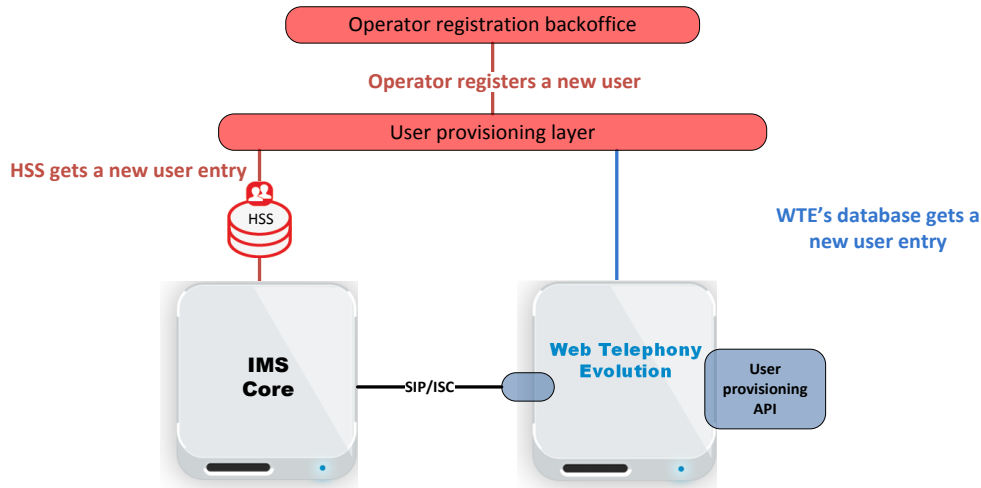 Operator registration backoffice
Operator registers a new user
User provisioning layer
HSS gets a new user entry
HSS
WTE's database gets a
new user entry
IMS
Core
SIP/ISC
Web Telephony
Evolution
User
provisioning
API